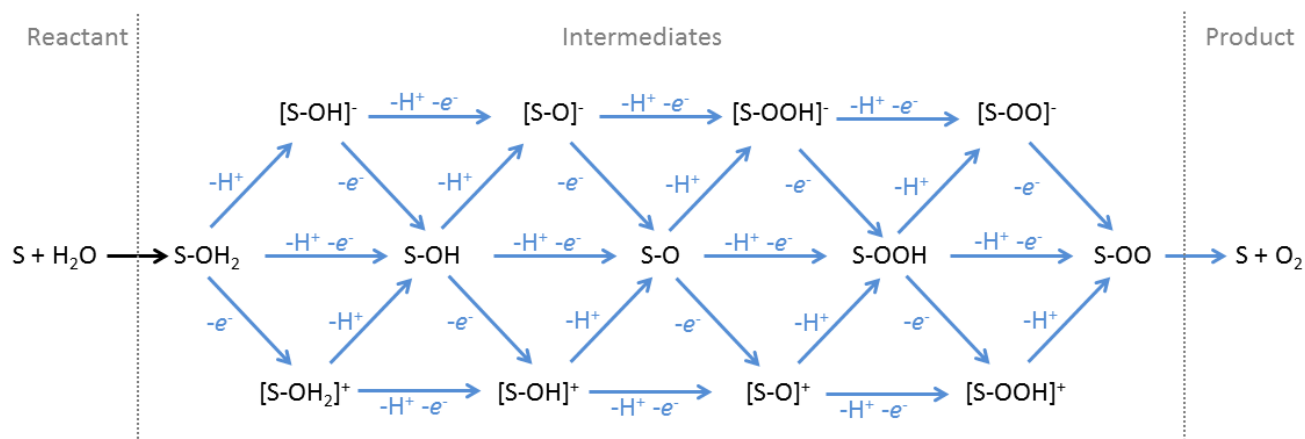 Reactant Intermediates Product
[S-OH]⁻ -H⁺ -e⁻ [S-O]⁻ -H⁺ -e⁻ [S-OOH]⁻ -H⁺ -e⁻ [S-OO]⁻
-H⁺ -e⁻ -H⁺ -e⁻ -H⁺ -e⁻ -H⁺ -e⁻
S + H₂O S-OH₂ -H⁺ -e⁻ S-OH -H⁺ -e⁻ S-O -H⁺ -e⁻ S-OOH -H⁺ -e⁻ S-OO S + O₂
-e⁻ -H⁺ -e⁻ -H⁺ -e⁻ -H⁺ -e⁻ -H⁺
[S-OH₂]⁺ -H⁺ -e⁻ [S-OH]⁺ -H⁺ -e⁻ [S-O]⁺ -H⁺ -e⁻ [S-OOH]⁺